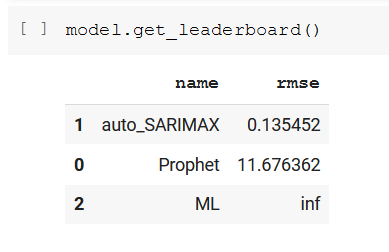 [ ] model.get_leaderboard()
name rmse
1 auto_SARIMAX 0.135452
0 Prophet 11.676362
2 ML inf